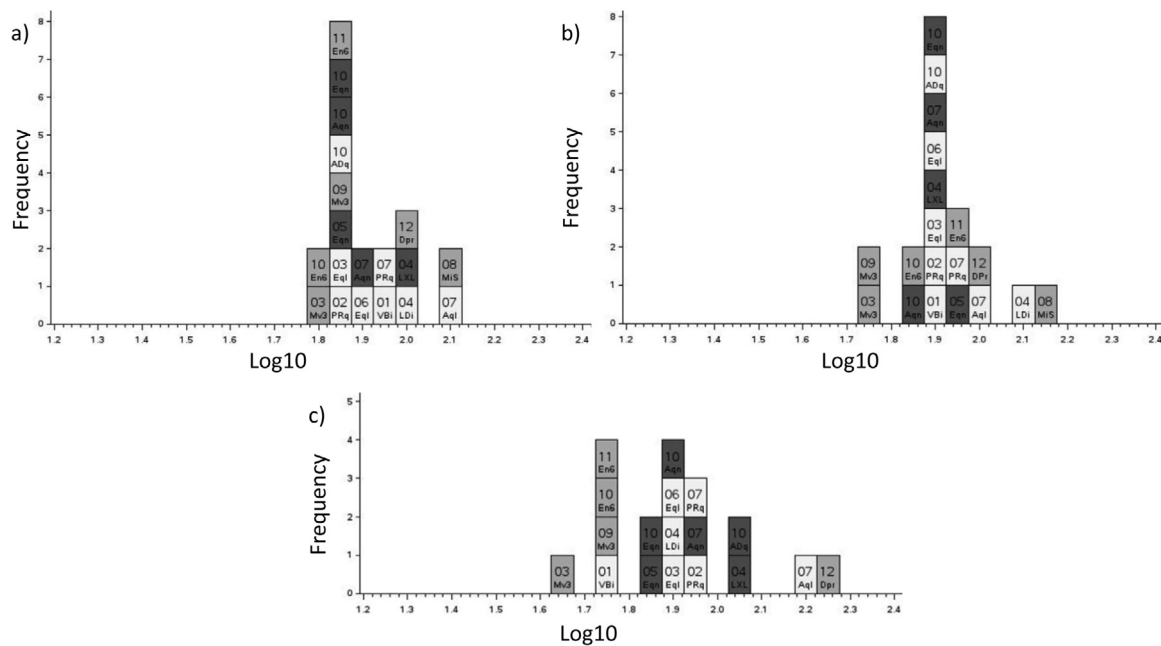 a)
Frequency
8
11
En6
7
10
Eqn
6
10
Aqn
5
10
ADq
4
09
Mv3
3
05 12
Eqn Dpr
2
10 03 07 07 04 08
En6 Eql Aqn PRq LXL MiS
1
03 02 06 01 04 07
Mv3 PRq Eql VBi LDi Aql
0
1.2 1.3 1.4 1.5 1.6 1.7 1.8 1.9 2.0 2.1 2.2 2.3 2.4
Log10
b)
Frequency
8
10
Eqn
7
10
ADq
6
07
Aqn
5
06
Eql
4
04
LXL
3
03 11
Eql En6
2
09 10 02 07 12
Mv3 En6 PRq PRq DPr
1
03 10 01 05 07 04 08
Mv3 Aqn VBi Eqn Aql LDi MiS
0
1.2 1.3 1.4 1.5 1.6 1.7 1.8 1.9 2.0 2.1 2.2 2.3 2.4
Log10
c)
Frequency
5
4
11 10
En6 Aqn
3
10 06 07
En6 Eql PRq
2
09 10 04 07 10
Mv3 Eqn LDi Aqn ADq
1
03 01 05 03 02 04 07 12
Mv3 VBi Eqn Eql PRq LXL Aql Dpr
0
1.2 1.3 1.4 1.5 1.6 1.7 1.8 1.9 2.0 2.1 2.2 2.3 2.4
Log10